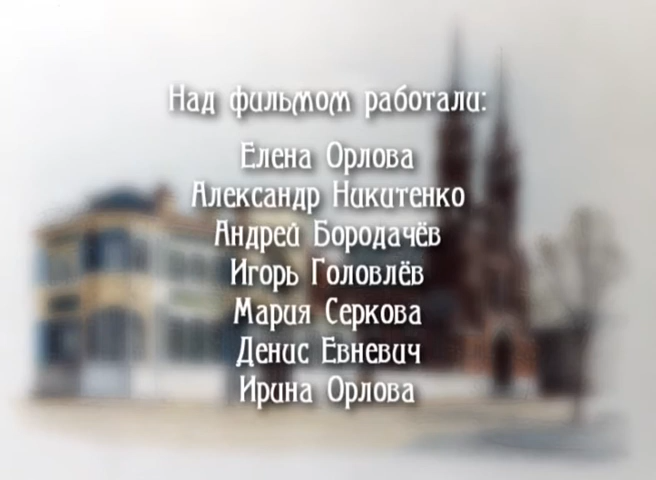 Над фильмом работали:
Елена Орлова
Александр Никитенко
Андрей Бородачёв
Игорь Головлёв
Мария Серкова
Денис Евневич
Ирина Орлова